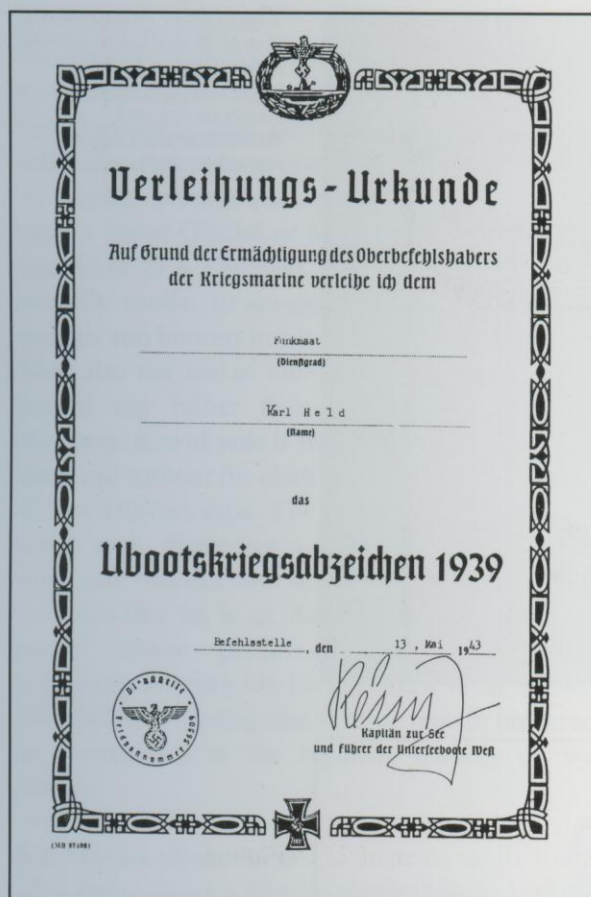 Verleihungs-Urkunde
Auf Grund der Ermächtigung des Oberbefehlshabers
der Kriegsmarine verleihe ich dem
Funkmaat
(Dienstgrad)
Karl Held
(Name)
das
Ubootskriegsabzeichen 1939
Befehlsstelle, den 13, Mai 1943
Kapitän zur See
und Führer der Unterseeboote West